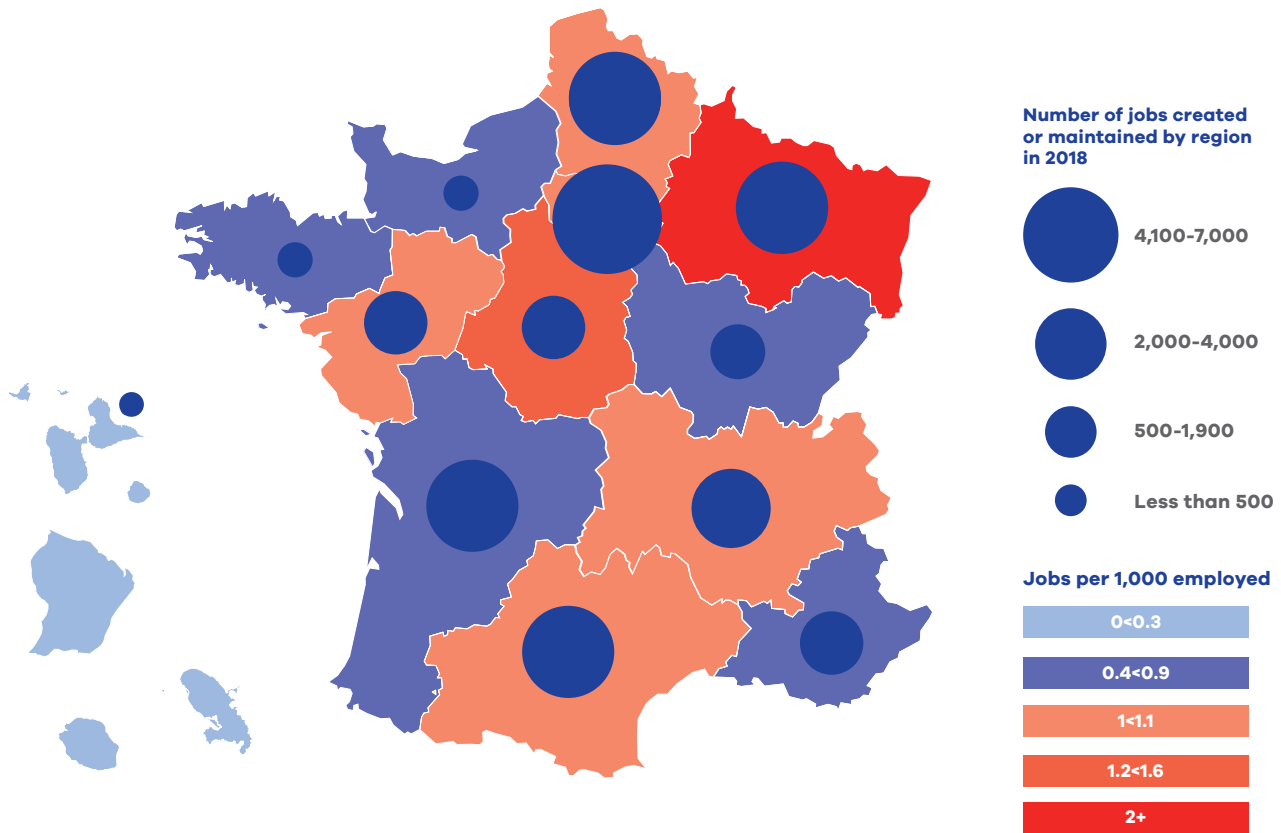 Number of jobs created
or maintained by region
in 2018
4,100-7,000
2,000-4,000
500-1,900
Less than 500
Jobs per 1,000 employed
0<0.3
0.4<0.9
1<1.1
1.2<1.6
2+